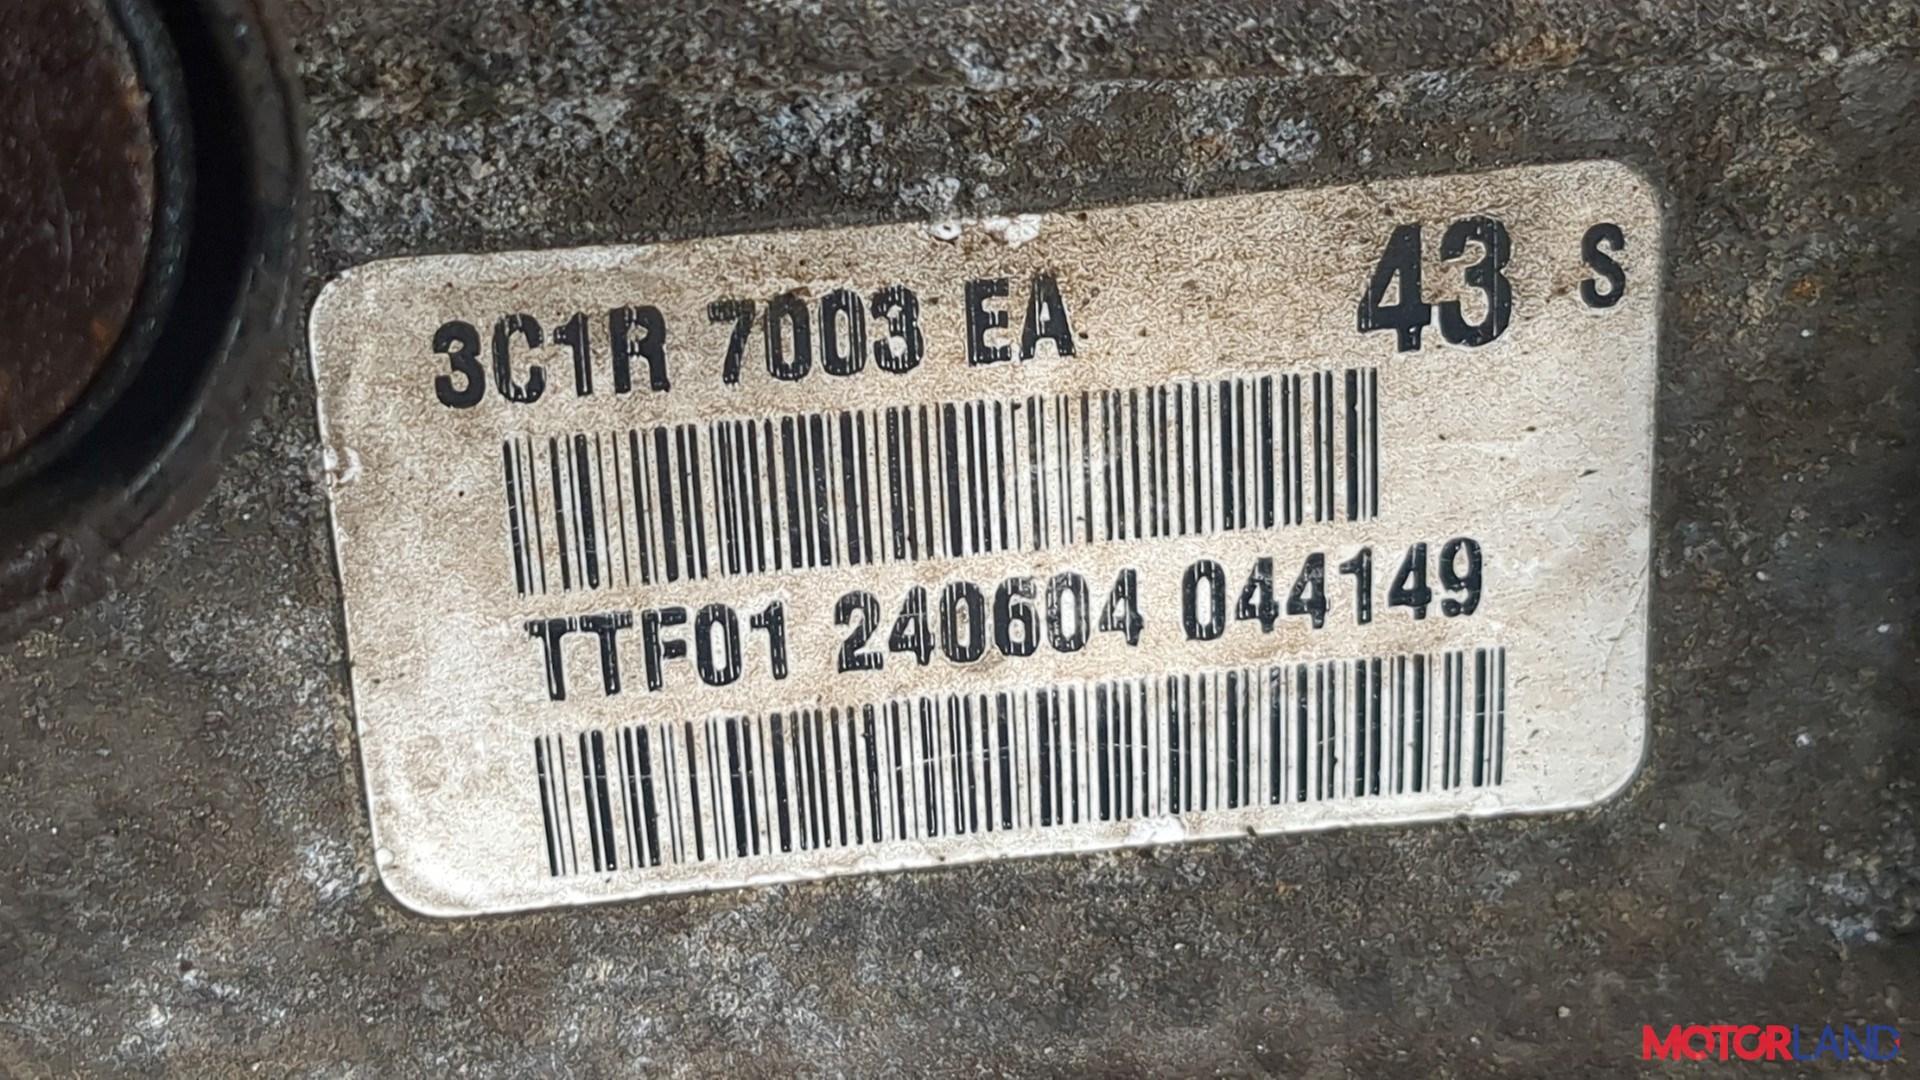 3C1R 7003 EA 43 S
TTF01 240604 044149
MOTORLAND